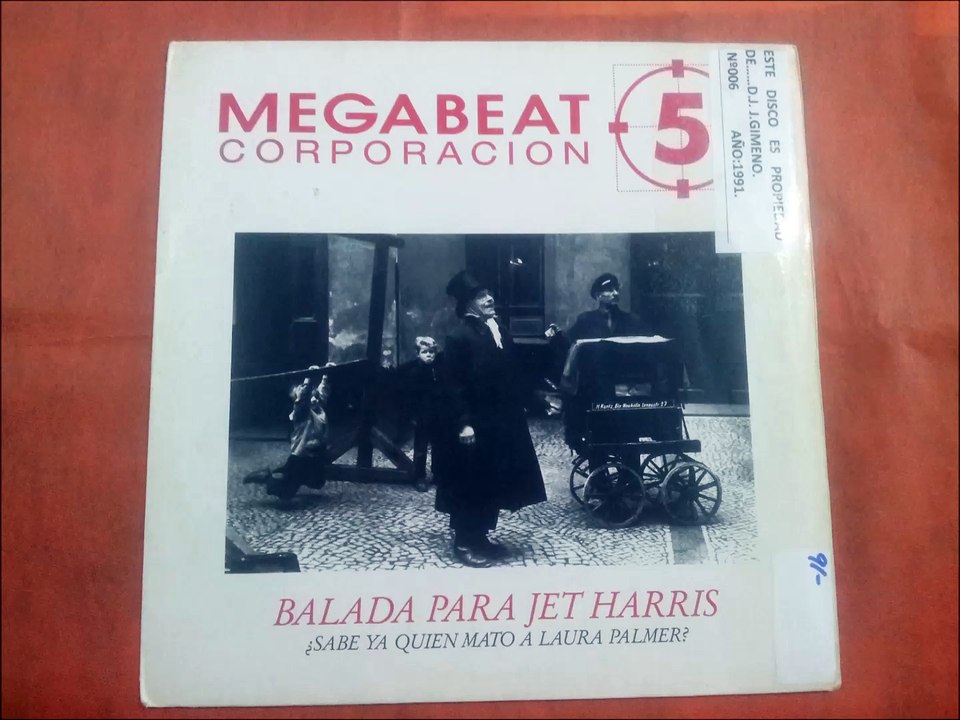 MEGABEAT
CORPORACION
5
ESTE DISCO ES PROPIEDAD
DE......D.J. J.GIMENO.
Nº006 AÑO:1991.
BALADA PARA JET HARRIS
¿SABE YA QUIEN MATO A LAURA PALMER?
9/-